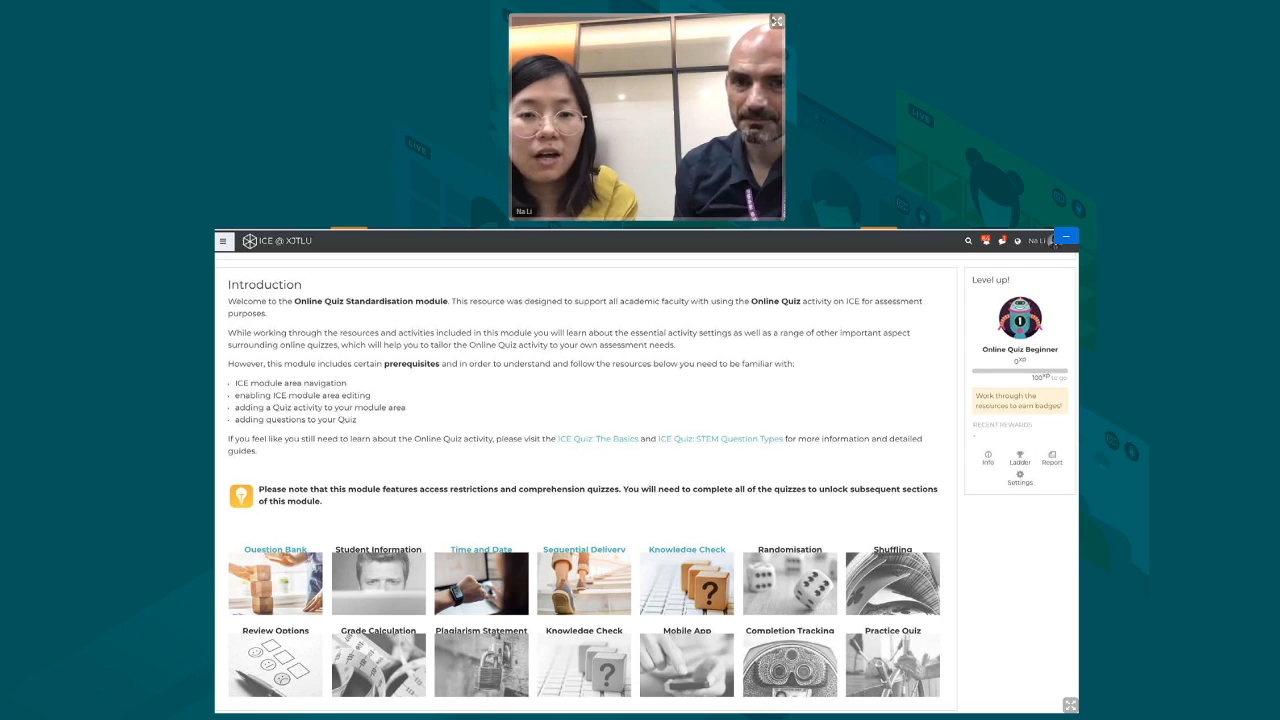 LIVE
LIVE
Na Li
ICE @ XJTLU
Na Li
Introduction
Welcome to the Online Quiz Standardisation module. This resource was designed to support all academic faculty with using the Online Quiz activity on ICE for assessment
purposes.
While working through the resources and activities included in this module you will learn about the essential activity settings as well as a range of other important aspect
surrounding online quizzes, which will help you to tailor the Online Quiz activity to your own assessment needs.
However, this module includes certain prerequisites and in order to understand and follow the resources below you need to be familiar with:
ICE module area navigation
enabling ICE module area editing
adding a Quiz activity to your module area
adding questions to your Quiz
If you feel like you still need to learn about the Online Quiz activity, please visit the ICE Quiz: The Basics and ICE Quiz: STEM Question Types for more information and detailed
guides.
Please note that this module features access restrictions and comprehension quizzes. You will need to complete all of the quizzes to unlock subsequent sections
of this module.
Question Bank Student Information Time and Date Sequential Delivery Knowledge Check Randomisation Shuffling
Review Options Grade Calculation Plagiarism Statement Knowledge Check Mobile App Completion Tracking Practice Quiz
Level up!
1
Online Quiz Beginner
0xp
100xp to go
Work through the
resources to earn badges!
RECENT REWARDS
-
Info Ladder Report
Settings